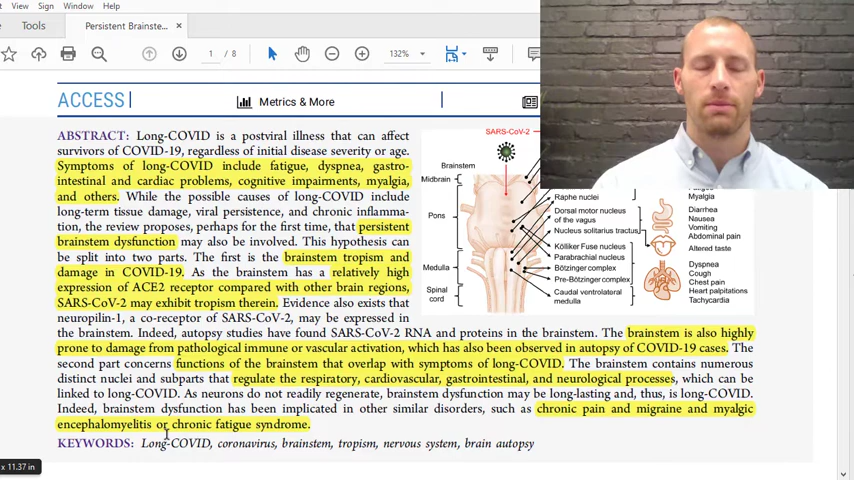 View Sign Window Help
Tools Persistent Brainste... ×
1 / 8 132%
ACCESS Metrics & More
ABSTRACT: Long-COVID is a postviral illness that can affect
survivors of COVID-19, regardless of initial disease severity or age.
Symptoms of long-COVID include fatigue, dyspnea, gastro-
intestinal and cardiac problems, cognitive impairments, myalgia,
and others. While the possible causes of long-COVID include
long-term tissue damage, viral persistence, and chronic inflamma-
tion, the review proposes, perhaps for the first time, that persistent
brainstem dysfunction may also be involved. This hypothesis can
be split into two parts. The first is the brainstem tropism and
damage in COVID-19. As the brainstem has a relatively high
expression of ACE2 receptor compared with other brain regions,
SARS-CoV-2 may exhibit tropism therein. Evidence also exists that
neuropilin-1, a co-receptor of SARS-CoV-2, may be expressed in
the brainstem. Indeed, autopsy studies have found SARS-CoV-2 RNA and proteins in the brainstem. The brainstem is also highly
prone to damage from pathological immune or vascular activation, which has also been observed in autopsy of COVID-19 cases. The
second part concerns functions of the brainstem that overlap with symptoms of long-COVID. The brainstem contains numerous
distinct nuclei and subparts that regulate the respiratory, cardiovascular, gastrointestinal, and neurological processes, which can be
linked to long-COVID. As neurons do not readily regenerate, brainstem dysfunction may be long-lasting and, thus, is long-COVID.
Indeed, brainstem dysfunction has been implicated in other similar disorders, such as chronic pain and migraine and myalgic
encephalomyelitis or chronic fatigue syndrome.
KEYWORDS: Long-COVID, coronavirus, brainstem, tropism, nervous system, brain autopsy
SARS-CoV-2
Brainstem
Midbrain
Pons
Medulla
Spinal
cord
Raphe nuclei
Dorsal motor nucleus
of the vagus
Nucleus solitarius tractus
Kölliker Fuse nucleus
Parabrachial nucleus
Bötzinger complex
Pre-Bötzinger complex
Caudal ventrolateral
medulla
Myalgia
Diarrhea
Nausea
Vomiting
Abdominal pain
Altered taste
Dyspnea
Cough
Chest pain
Heart palpitations
Tachycardia
x 11.37 in